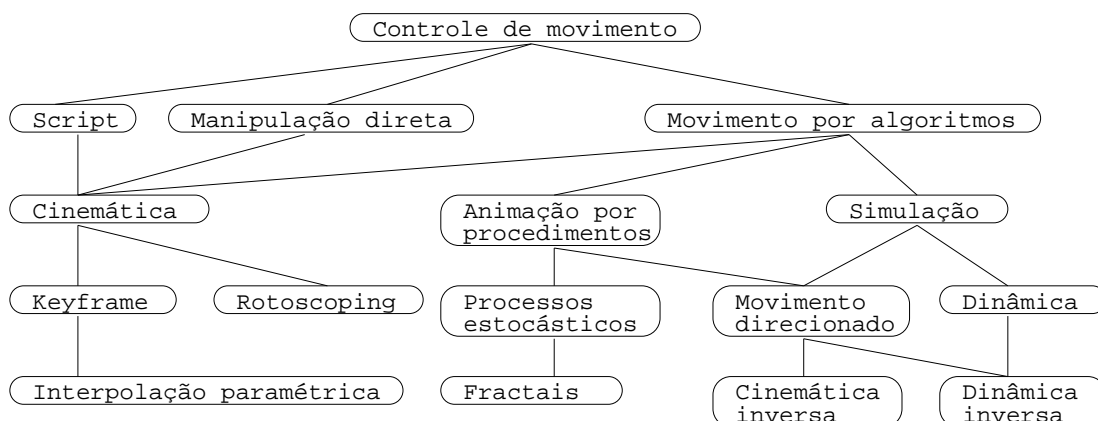 Controle de movimento
Script
Manipulação direta
Movimento por algoritmos
Cinemática
Animação por
procedimentos
Simulação
Keyframe
Rotoscoping
Processos
estocásticos
Movimento
direcionado
Dinâmica
Interpolação paramétrica
Fractais
Cinemática
inversa
Dinâmica
inversa